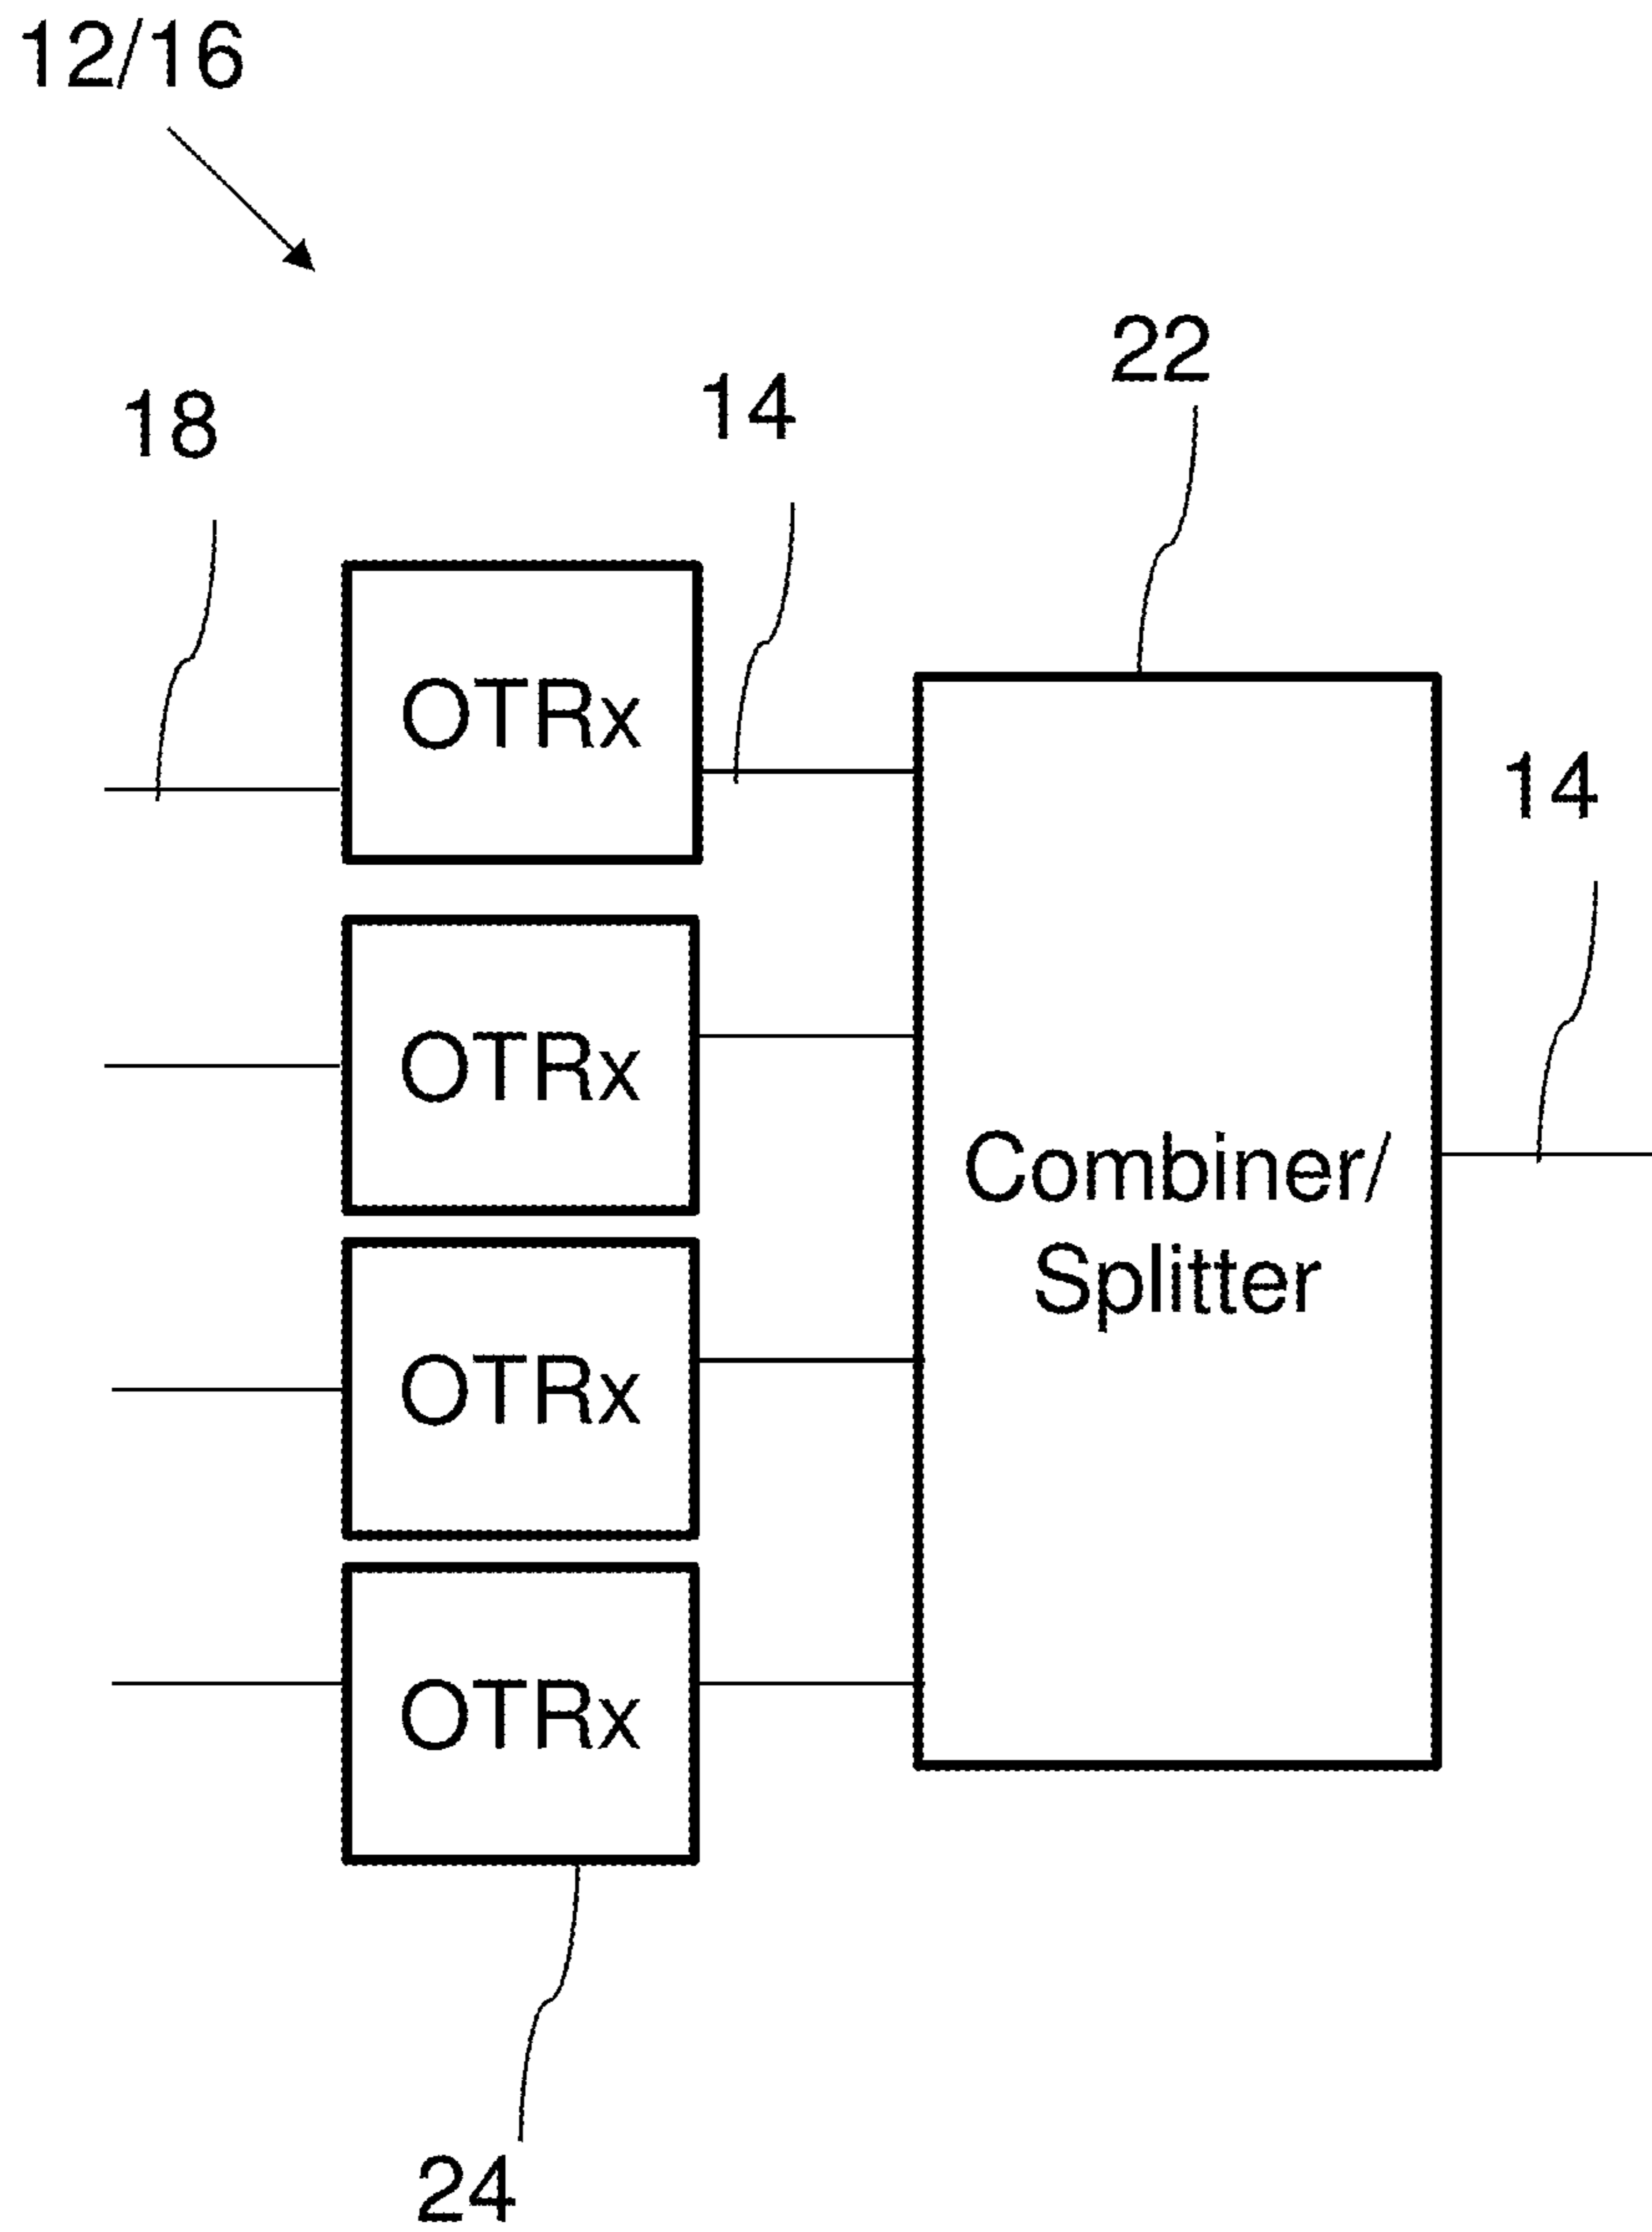 12/16
22
14
18
OTRx
14
OTRx
Combiner/
Splitter
OTRx
OTRx
24